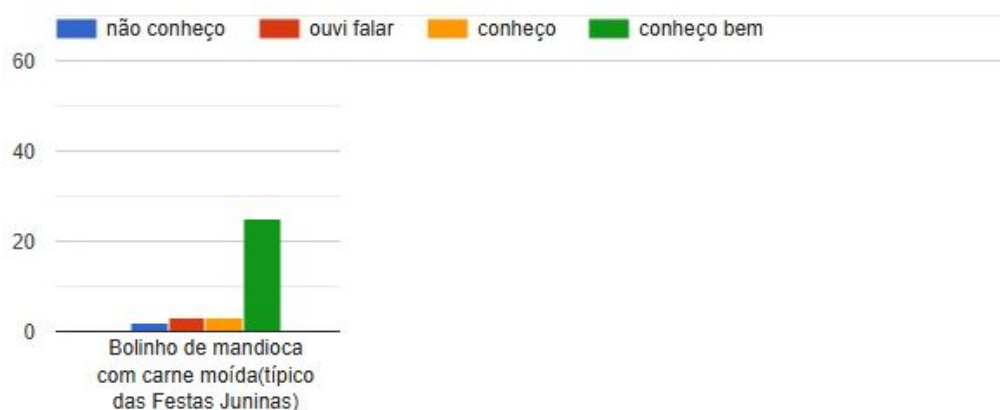 não conheço ouvi falar conheço conheço bem
60
40
20
0
Bolinho de mandioca
com carne moída(típico
das Festas Juninas)